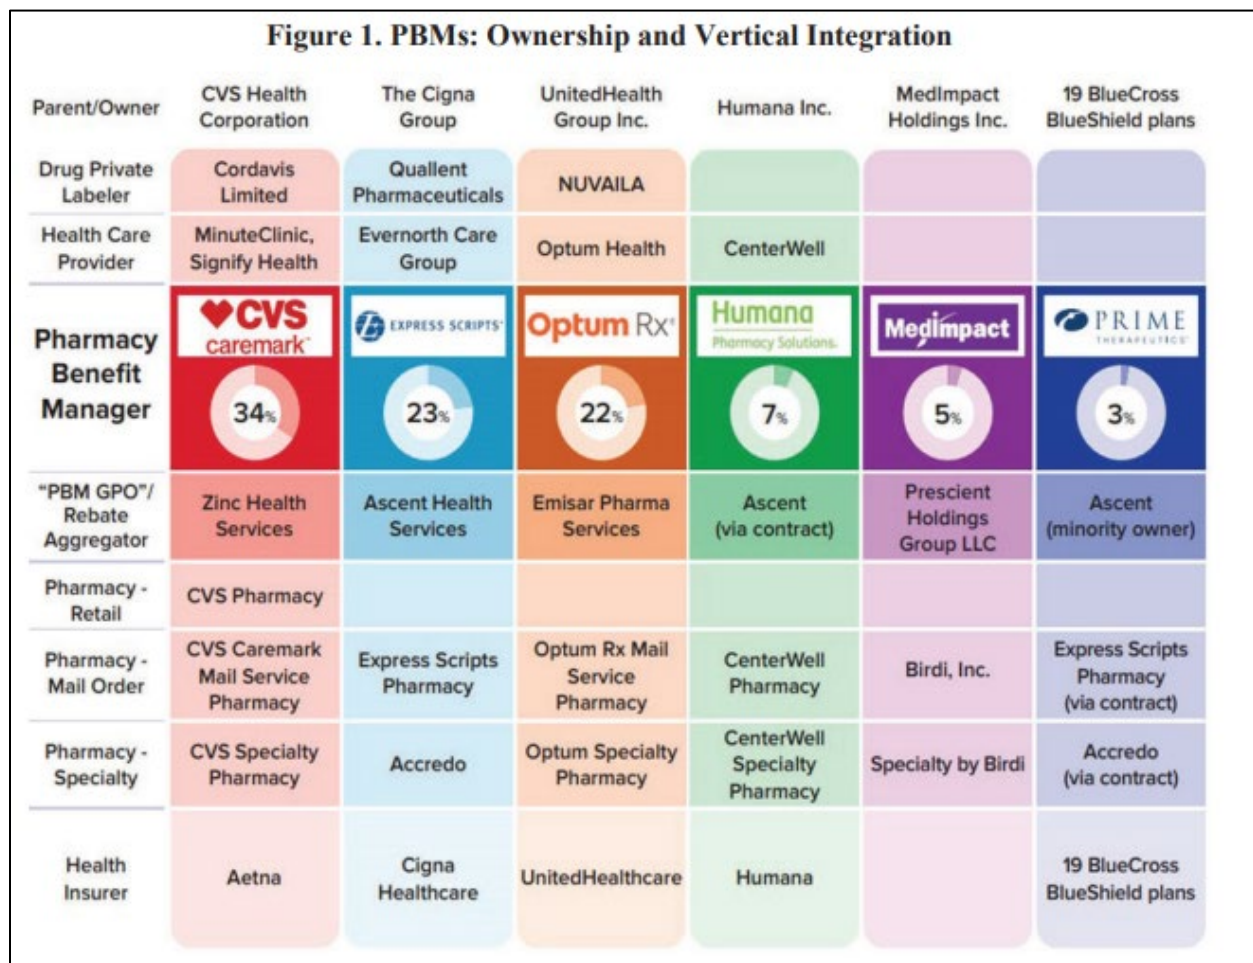 Figure 1. PBMs: Ownership and Vertical Integration
Parent/Owner
CVS Health
Corporation
The Cigna
Group
UnitedHealth
Group Inc.
Humana Inc.
MedImpact
Holdings Inc.
19 BlueCross
BlueShield plans
Drug Private
Labeler
Cordavis
Limited
Quallent
Pharmaceuticals
NUVAILA
Health Care
Provider
MinuteClinic,
Signify Health
Evernorth Care
Group
Optum Health
CenterWell
Pharmacy
Benefit
Manager
CVS
caremark™
EXPRESS SCRIPTS®
Optum Rx®
Humana
Pharmacy Solutions.
MedImpact
PRIME
THERAPEUTICS®
34%
23%
22%
7%
5%
3%
“PBM GPO”/
Rebate
Aggregator
Zinc Health
Services
Ascent Health
Services
Emisar Pharma
Services
Ascent
(via contract)
Prescient
Holdings
Group LLC
Ascent
(minority owner)
Pharmacy -
Retail
CVS Pharmacy
Pharmacy -
Mail Order
CVS Caremark
Mail Service
Pharmacy
Express Scripts
Pharmacy
Optum Rx Mail
Service
Pharmacy
CenterWell
Pharmacy
Birdi, Inc.
Express Scripts
Pharmacy
(via contract)
Pharmacy -
Specialty
CVS Specialty
Pharmacy
Accredo
Optum Specialty
Pharmacy
CenterWell
Specialty
Pharmacy
Specialty by Birdi
Accredo
(via contract)
Health
Insurer
Aetna
Cigna
Healthcare
UnitedHealthcare
Humana
19 BlueCross
BlueShield plans